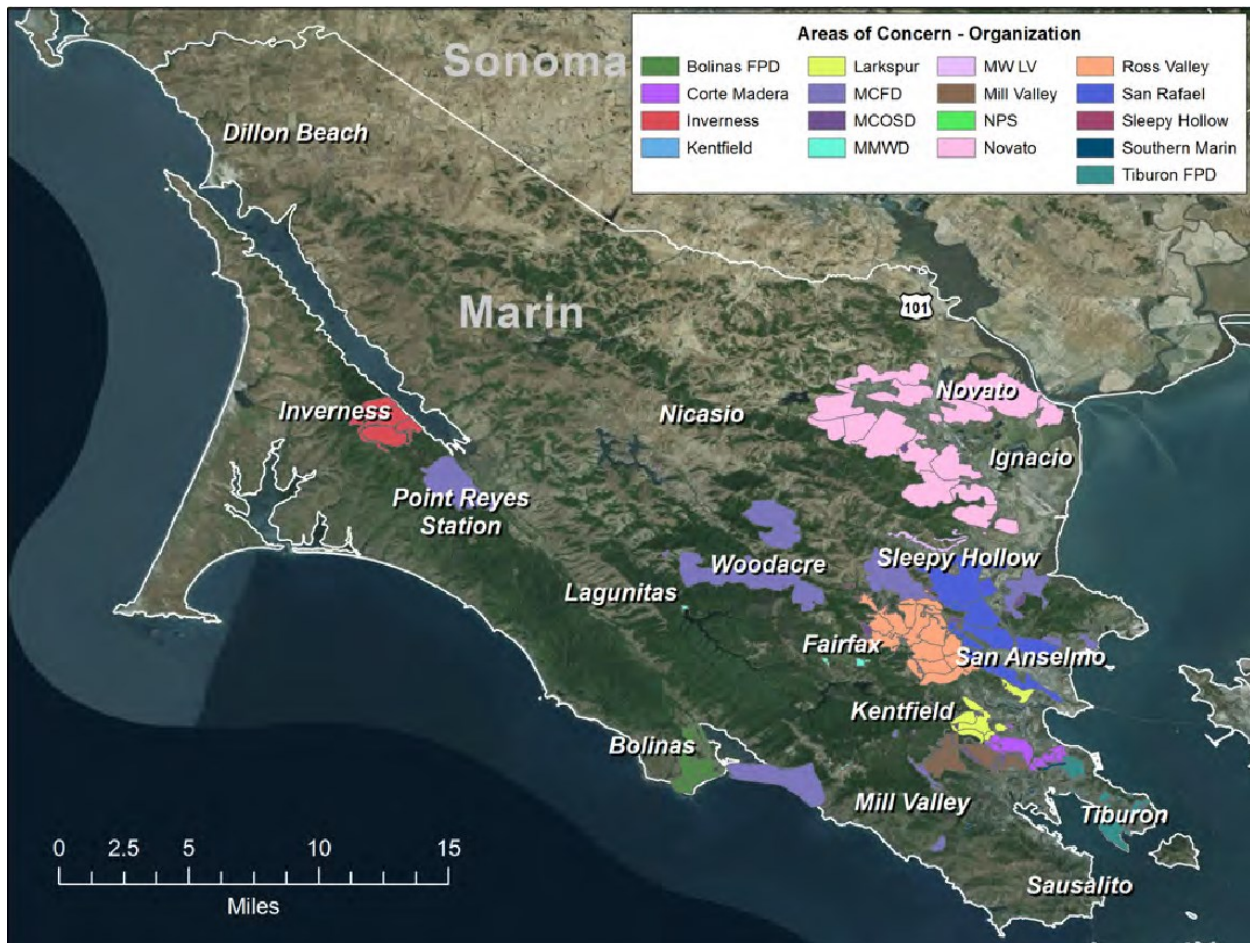 Areas of Concern - Organization
Bolinas FPD
Larkspur
MW LV
Ross Valley
Corte Madera
MCFD
Mill Valley
San Rafael
Inverness
MCOSD
NPS
Sleepy Hollow
Kentfield
MMWD
Novato
Southern Marin
Tiburon FPD
Sonoma
Dillon Beach
Marin
101
Inverness
Nicasio
Novato
Ignacio
Point Reyes
Station
Woodacre
Sleepy Hollow
Lagunitas
Fairfax
San Anselmo
Kentfield
Bolinas
Mill Valley
Tiburon
Sausalito
0 2.5 5 10 15
Miles